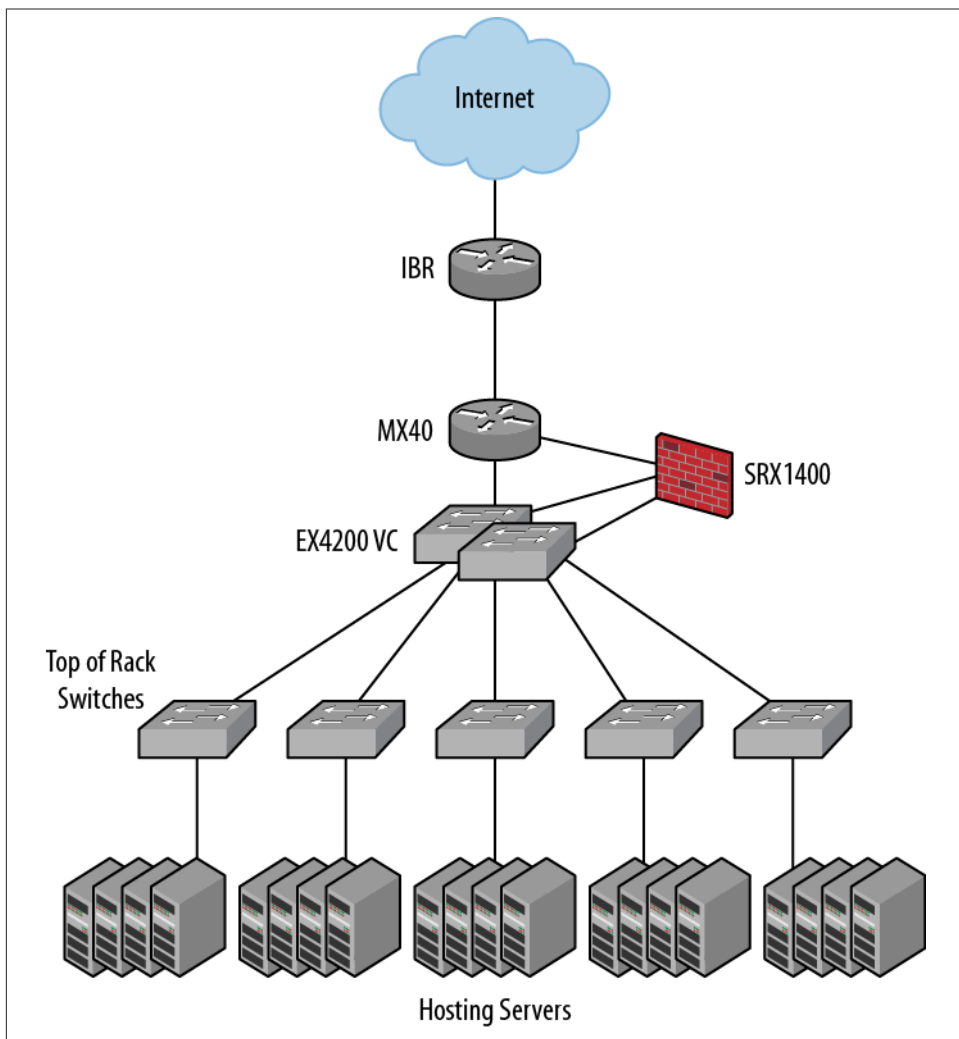 Internet
IBR
MX40
SRX1400
EX4200 VC
Top of Rack
Switches
Hosting Servers